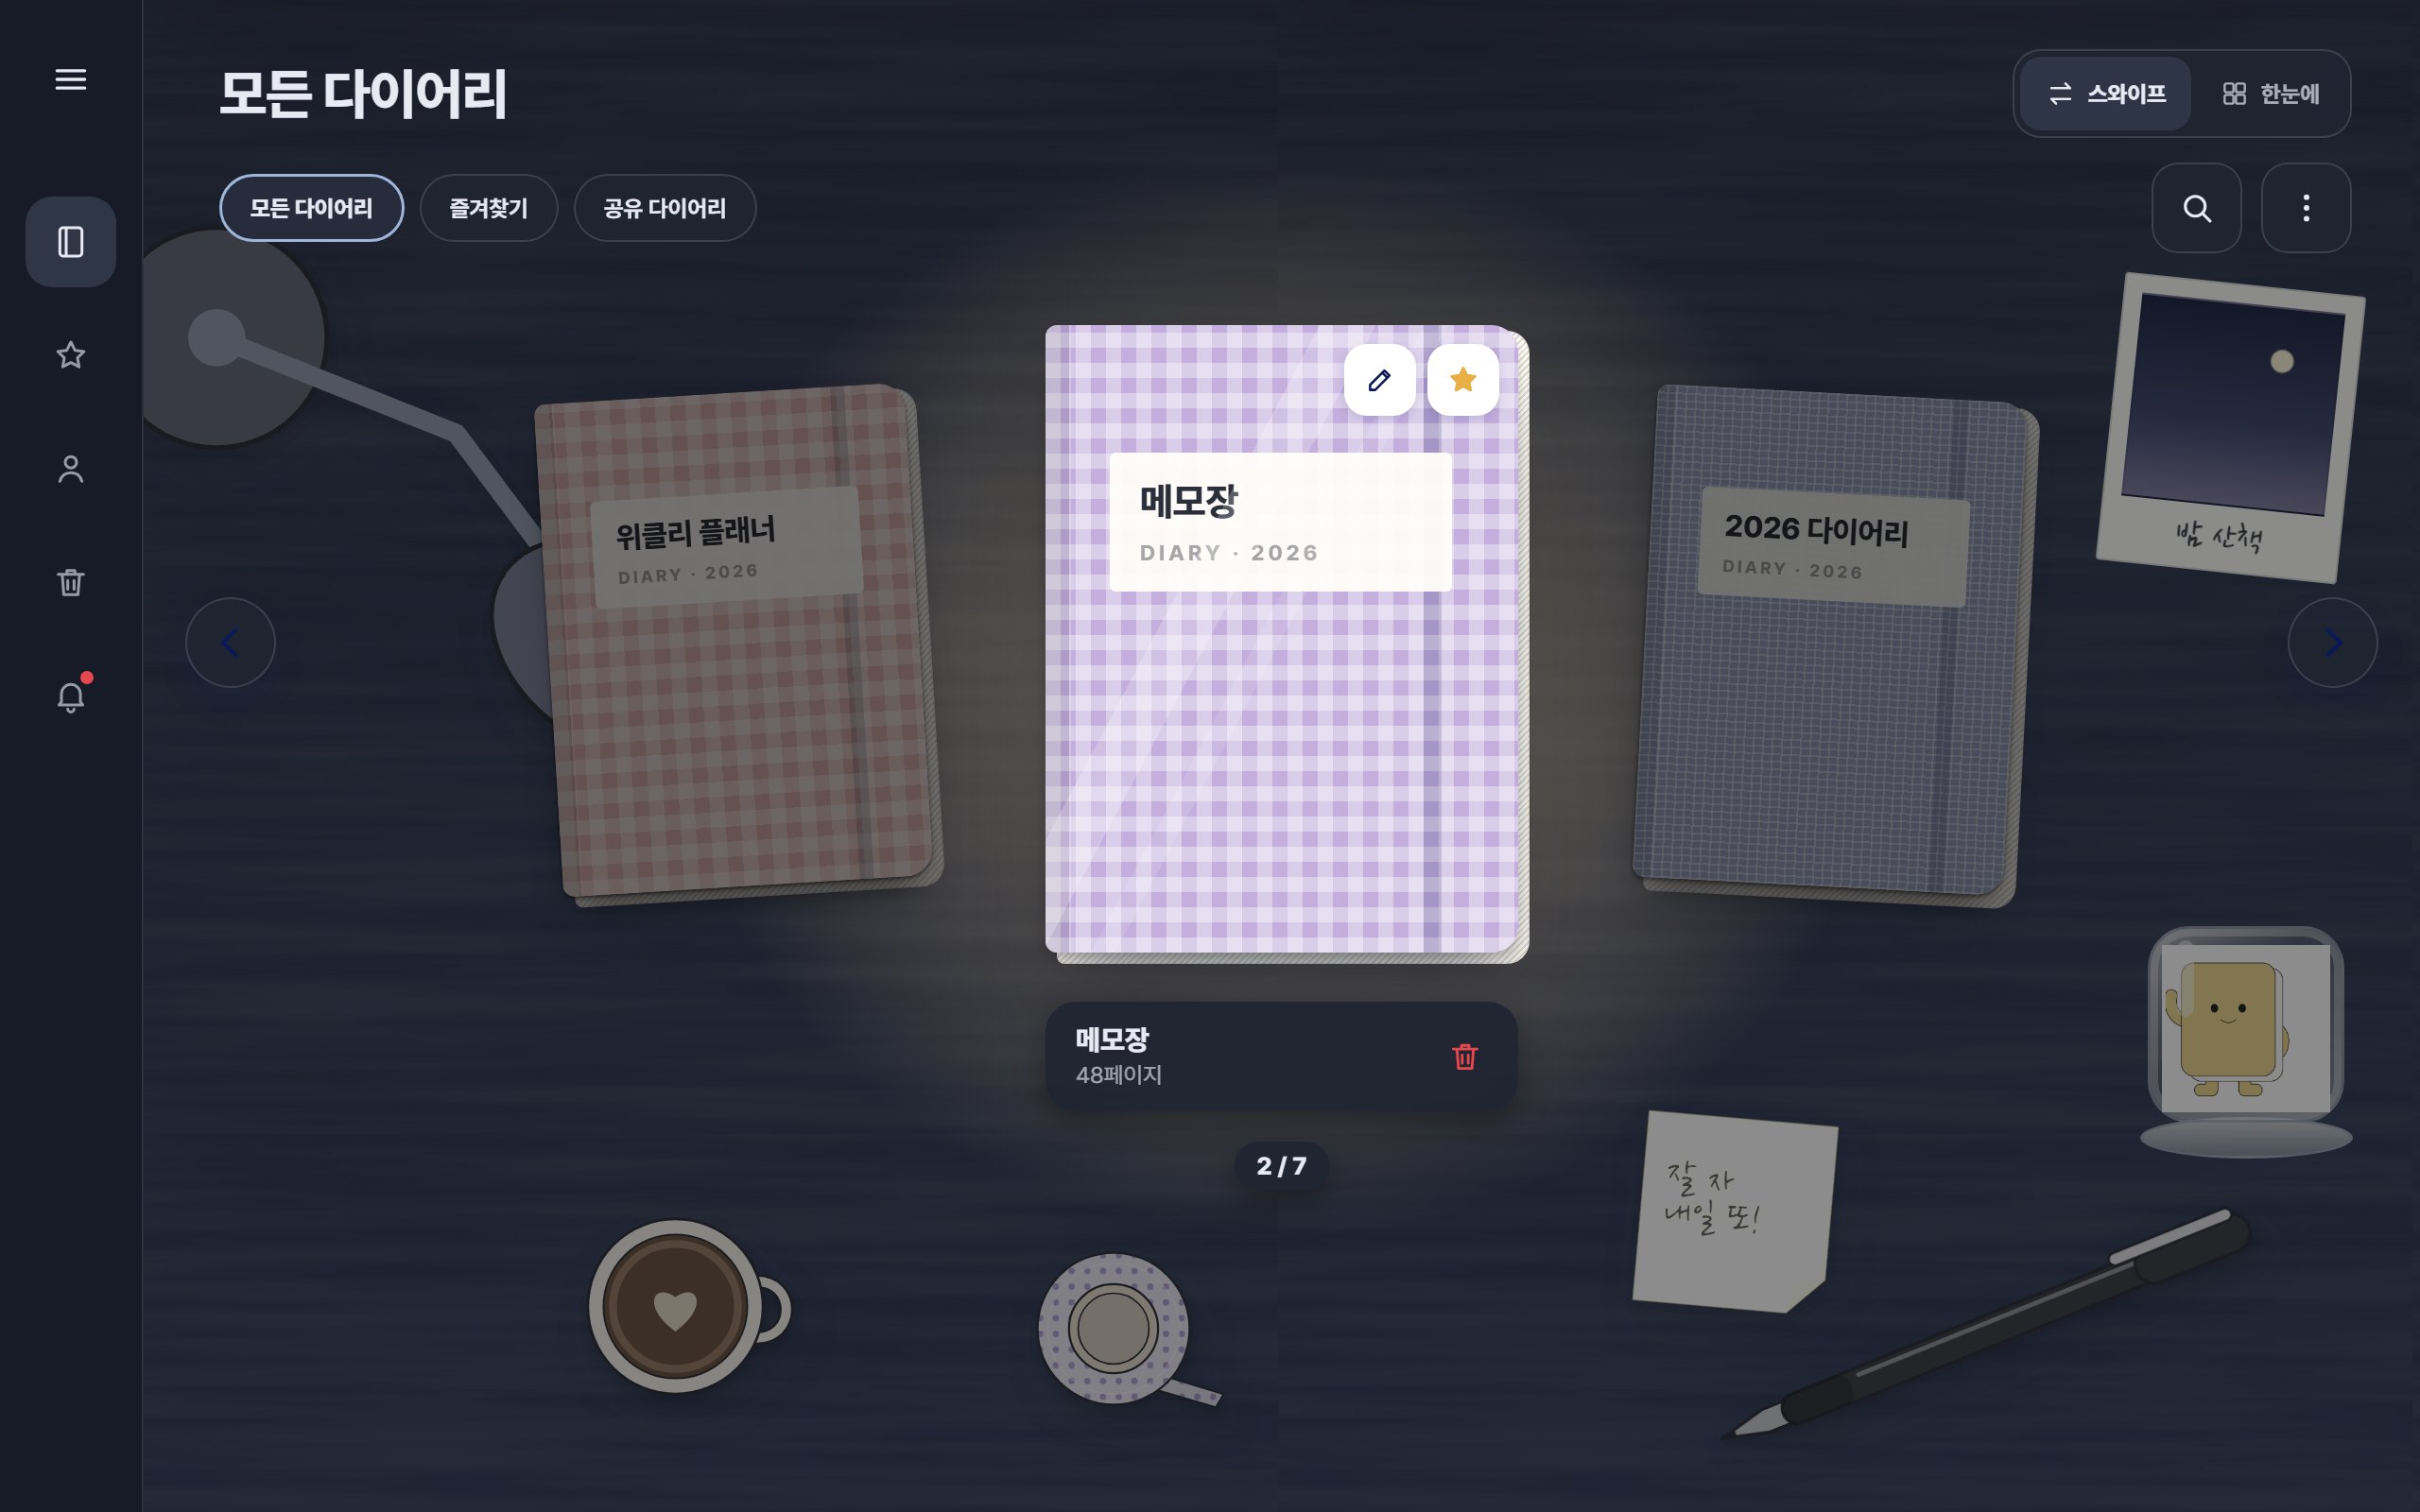 모든 다이어리
스와이프
한눈에
모든 다이어리
즐겨찾기
공유 다이어리
위클리 플래너
DIARY · 2026
메모장
DIARY · 2026
2026 다이어리
DIARY · 2026
밤 산책
메모장
48페이지
2 / 7
잘 자
내일 또!